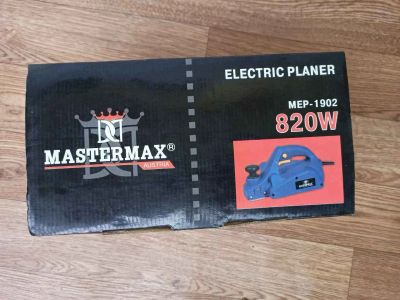 MASTERMAX®
AUSTRIA
ELECTRIC PLANER
MEP-1902
820W